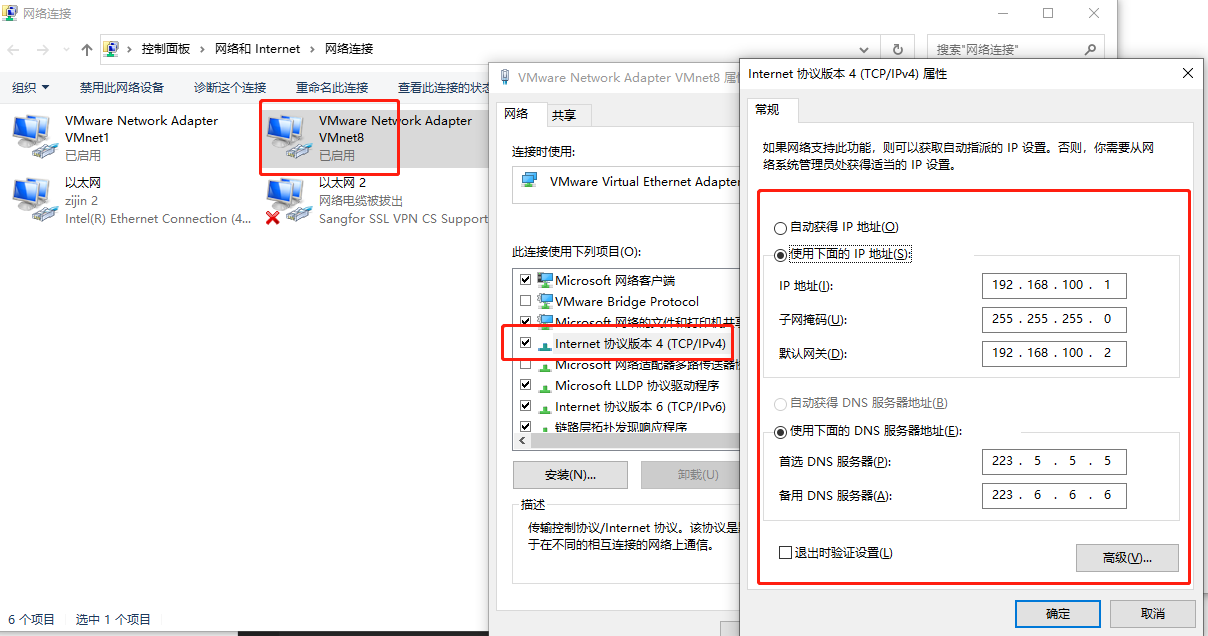 网络连接
控制面板 › 网络和 Internet › 网络连接
搜索"网络连接"
组织
禁用此网络设备
诊断这个连接
重命名此连接
查看此连接的状态
VMware Network Adapter
VMnet1
已启用
VMware Network Adapter
VMnet8
已启用
以太网
zijin 2
Intel(R) Ethernet Connection (4...
以太网 2
网络电缆被拔出
Sangfor SSL VPN CS Support
6 个项目
选中 1 个项目
VMware Network Adapter VMnet8 属
网络
共享
连接时使用:
VMware Virtual Ethernet Adapter
此连接使用下列项目(O):
Microsoft 网络客户端
VMware Bridge Protocol
Microsoft 网络的文件和打印机共享
Internet 协议版本 4 (TCP/IPv4)
Microsoft 网络适配器多路传送器
Microsoft LLDP 协议驱动程序
Internet 协议版本 6 (TCP/IPv6)
链路层拓扑发现响应程序
安装(N)...
卸载(U)
描述
传输控制协议/Internet 协议。该协议是
于在不同的相互连接的网络上通信。
Internet 协议版本 4 (TCP/IPv4) 属性
常规
如果网络支持此功能，则可以获取自动指派的 IP 设置。否则，你需要从网
络系统管理员处获得适当的 IP 设置。
自动获得 IP 地址(O)
使用下面的 IP 地址(S):
IP 地址(I):
192 . 168 . 100 . 1
子网掩码(U):
255 . 255 . 255 . 0
默认网关(D):
192 . 168 . 100 . 2
自动获得 DNS 服务器地址(B)
使用下面的 DNS 服务器地址(E):
首选 DNS 服务器(P):
223 . 5 . 5 . 5
备用 DNS 服务器(A):
223 . 6 . 6 . 6
退出时验证设置(L)
高级(V)...
确定
取消